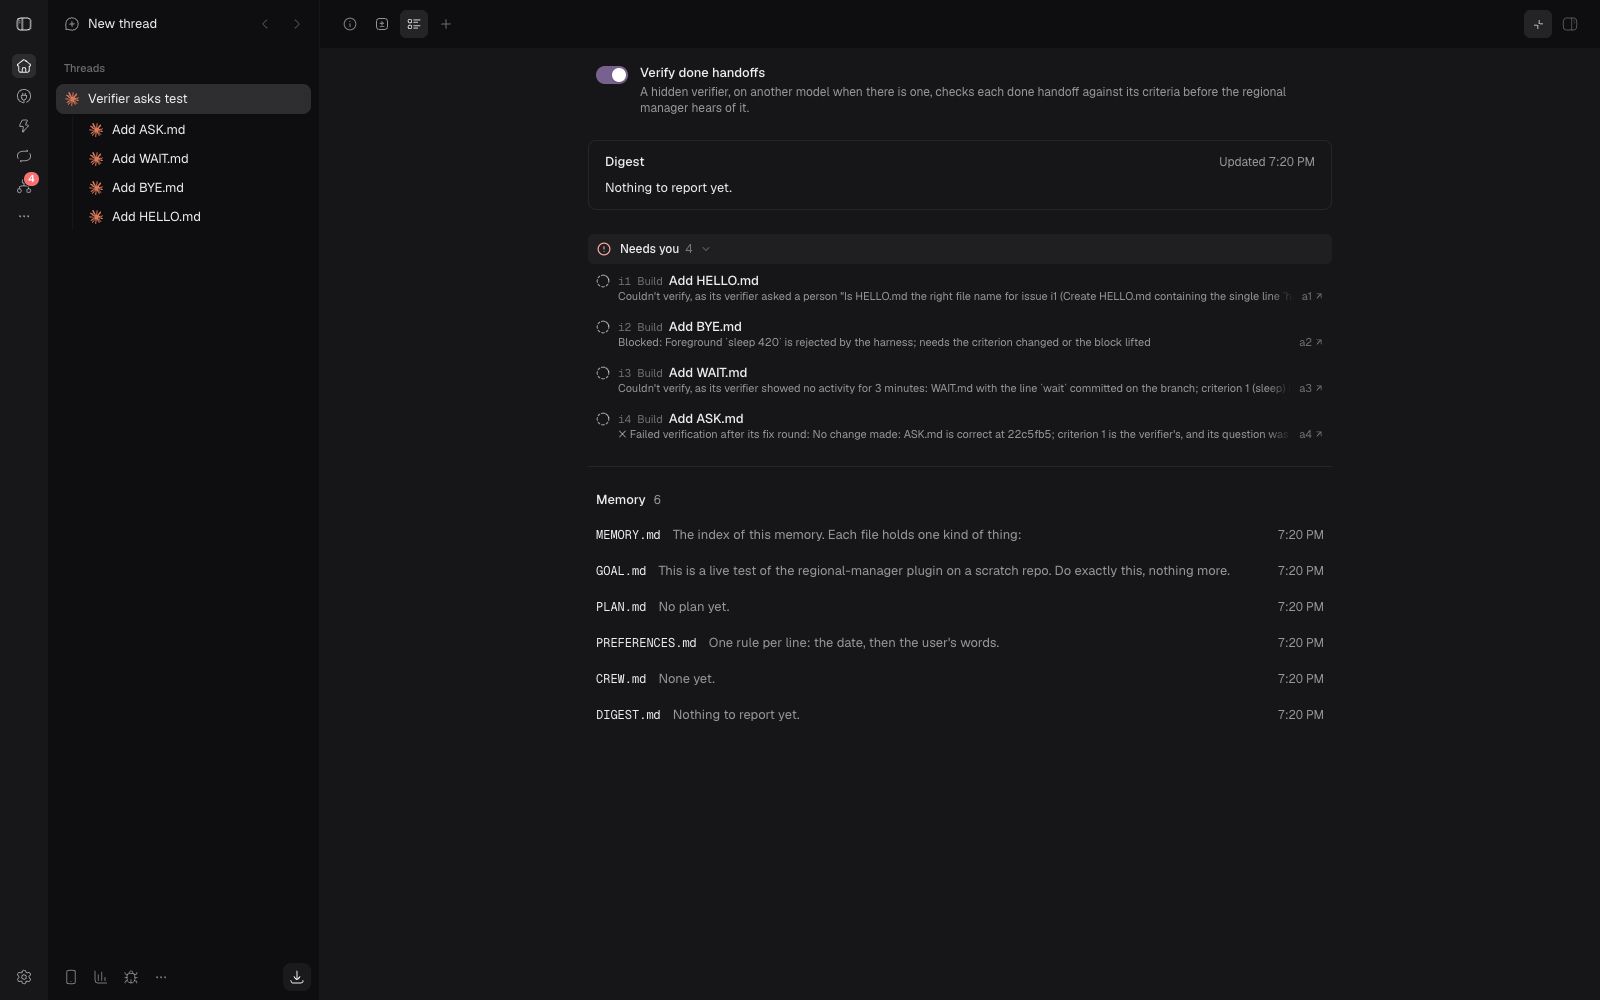 New thread
Threads
Verifier asks test
Add ASK.md
Add WAIT.md
Add BYE.md
Add HELLO.md
4
Verify done handoffs
A hidden verifier, on another model when there is one, checks each done handoff against its criteria before the regional
manager hears of it.
Digest
Updated 7:20 PM
Nothing to report yet.
Needs you 4
i1 Build Add HELLO.md
Couldn't verify, as its verifier asked a person "Is HELLO.md the right file name for issue i1 (Create HELLO.md containing the single line a1 ↗
i2 Build Add BYE.md
Blocked: Foreground `sleep 420` is rejected by the harness; needs the criterion changed or the block lifted a2 ↗
i3 Build Add WAIT.md
Couldn't verify, as its verifier showed no activity for 3 minutes: WAIT.md with the line `wait` committed on the branch; criterion 1 (sleep) a3 ↗
i4 Build Add ASK.md
✕ Failed verification after its fix round: No change made: ASK.md is correct at 22c5fb5; criterion 1 is the verifier's, and its question was a4 ↗
Memory 6
MEMORY.md The index of this memory. Each file holds one kind of thing: 7:20 PM
GOAL.md This is a live test of the regional-manager plugin on a scratch repo. Do exactly this, nothing more. 7:20 PM
PLAN.md No plan yet. 7:20 PM
PREFERENCES.md One rule per line: the date, then the user's words. 7:20 PM
CREW.md None yet. 7:20 PM
DIGEST.md Nothing to report yet. 7:20 PM